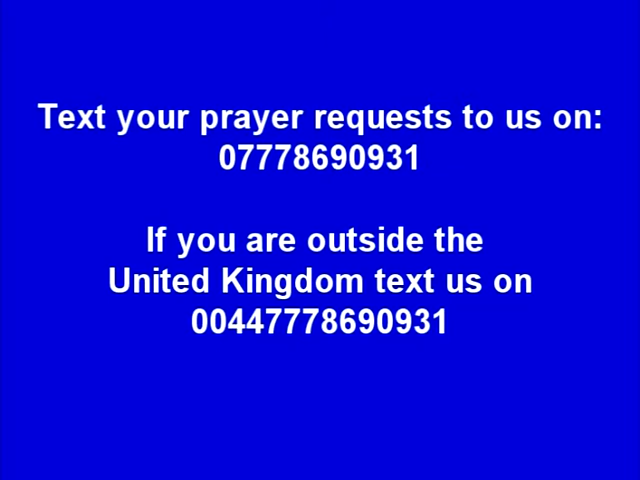 Text your prayer requests to us on:
07778690931
If you are outside the
United Kingdom text us on
00447778690931